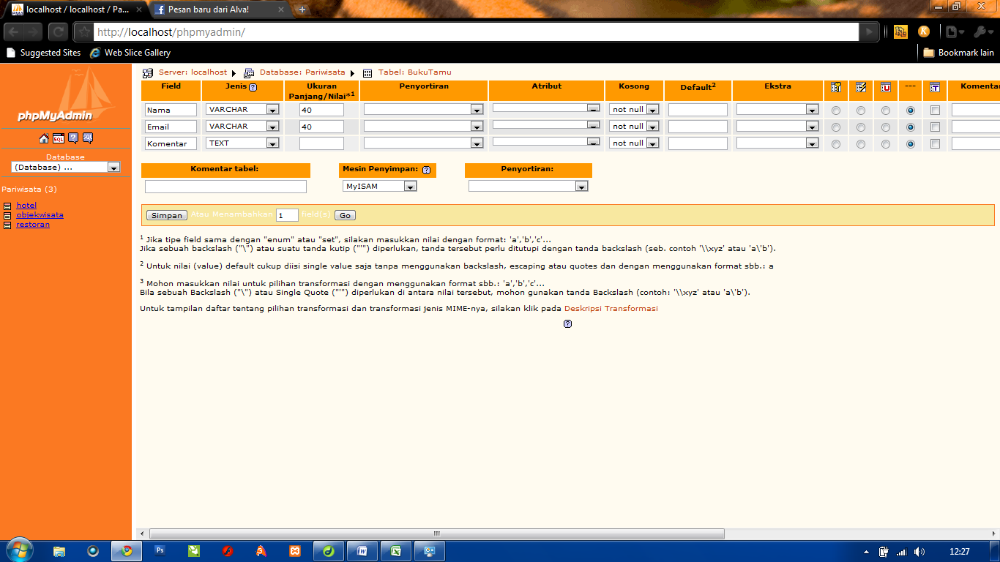 localhost / localhost / Pa...
Pesan baru dari Alva!
http://localhost/phpmyadmin/
Suggested Sites
Web Slice Gallery
Bookmark lain
phpMyAdmin
SQL
SQL
Database
(Database) ...
Pariwisata (3)
hotel
objekwisata
restoran
Server: localhost
Database: Pariwisata
Tabel: BukuTamu
Field Jenis Ukuran Panjang/Nilai*1 Penyortiran Atribut Kosong Default2 Ekstra --- Komentar
Nama VARCHAR 40 not null
Email VARCHAR 40 not null
Komentar TEXT not null
Komentar tabel: Mesin Penyimpan: Penyortiran:
MyISAM
Simpan Atau Menambahkan 1 field(s) Go
1 Jika tipe field sama dengan "enum" atau "set", silakan masukkan nilai dengan format: 'a','b','c'...
Jika sebuah backslash ("\") atau suatu tanda kutip ("'") diperlukan, tanda tersebut perlu ditutupi dengan tanda backslash (seb. contoh '\\xyz' atau 'a\'b').
2 Untuk nilai (value) default cukup diisi single value saja tanpa menggunakan backslash, escaping atau quotes dan dengan menggunakan format sbb.: a
3 Mohon masukkan nilai untuk pilihan transformasi dengan menggunakan format sbb.: 'a','b','c'...
Bila sebuah Backslash ("\") atau Single Quote ("'") diperlukan di antara nilai tersebut, mohon gunakan tanda Backslash (contoh: '\\xyz' atau 'a\'b').
Untuk tampilan daftar tentang pilihan transformasi dan transformasi jenis MIME-nya, silakan klik pada Deskripsi Transformasi
Ps
12:27